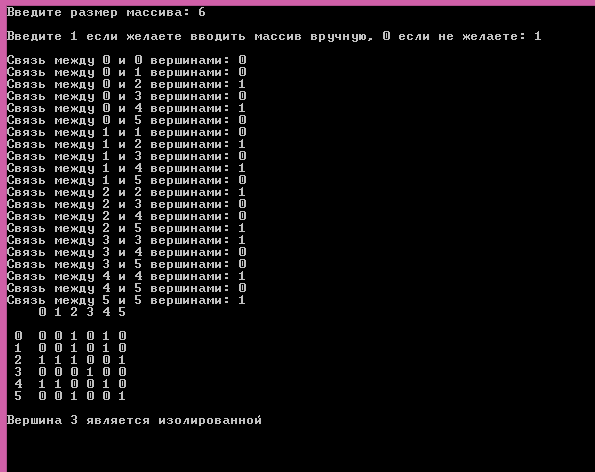 Введите размер массива: 6
Введите 1 если желаете вводить массив вручную, 0 если не желаете: 1
Связь между 0 и 0 вершинами: 0
Связь между 0 и 1 вершинами: 0
Связь между 0 и 2 вершинами: 1
Связь между 0 и 3 вершинами: 0
Связь между 0 и 4 вершинами: 1
Связь между 0 и 5 вершинами: 0
Связь между 1 и 1 вершинами: 0
Связь между 1 и 2 вершинами: 1
Связь между 1 и 3 вершинами: 0
Связь между 1 и 4 вершинами: 1
Связь между 1 и 5 вершинами: 0
Связь между 2 и 2 вершинами: 1
Связь между 2 и 3 вершинами: 0
Связь между 2 и 4 вершинами: 0
Связь между 2 и 5 вершинами: 1
Связь между 3 и 3 вершинами: 1
Связь между 3 и 4 вершинами: 0
Связь между 3 и 5 вершинами: 0
Связь между 4 и 4 вершинами: 1
Связь между 4 и 5 вершинами: 0
Связь между 5 и 5 вершинами: 1
0 1 2 3 4 5
0 0 0 1 0 1 0
1 0 0 1 0 1 0
2 1 1 1 0 0 1
3 0 0 0 1 0 0
4 1 1 0 0 1 0
5 0 0 1 0 0 1
Вершина 3 является изолированной